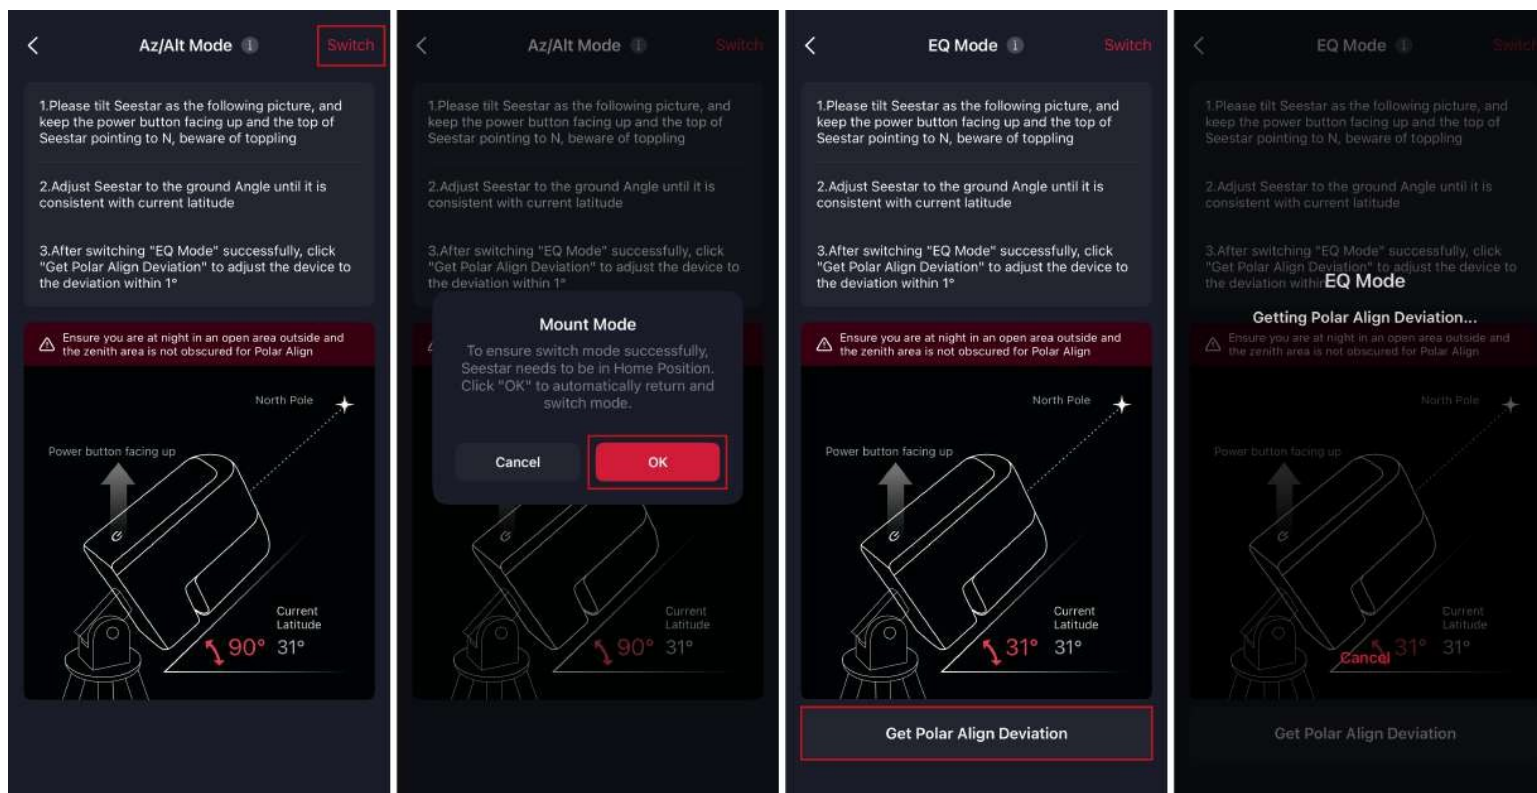 Az/Alt Mode
Switch
1.Please tilt Seestar as the following picture, and
keep the power button facing up and the top of
Seestar pointing to N, beware of toppling
2.Adjust Seestar to the ground Angle until it is
consistent with current latitude
3.After switching "EQ Mode" successfully, click
"Get Polar Align Deviation" to adjust the device to
the deviation within 1°
Ensure you are at night in an open area outside and
the zenith area is not obscured for Polar Align
North Pole
Power button facing up
Current
Latitude
90° 31°
Az/Alt Mode
Switch
1.Please tilt Seestar as the following picture, and
keep the power button facing up and the top of
Seestar pointing to N, beware of toppling
2.Adjust Seestar to the ground Angle until it is
consistent with current latitude
3.After switching "EQ Mode" successfully, click
"Get Polar Align Deviation" to adjust the device to
the deviation within 1°
Mount Mode
To ensure switch mode successfully,
Seestar needs to be in Home Position.
Click "OK" to automatically return and
switch mode.
Cancel
OK
Current
Latitude
90° 31°
EQ Mode
Switch
1.Please tilt Seestar as the following picture, and
keep the power button facing up and the top of
Seestar pointing to N, beware of toppling
2.Adjust Seestar to the ground Angle until it is
consistent with current latitude
3.After switching "EQ Mode" successfully, click
"Get Polar Align Deviation" to adjust the device to
the deviation within 1°
Ensure you are at night in an open area outside and
the zenith area is not obscured for Polar Align
North Pole
Power button facing up
Current
Latitude
31° 31°
Get Polar Align Deviation
EQ Mode
Switch
1.Please tilt Seestar as the following picture, and
keep the power button facing up and the top of
Seestar pointing to N, beware of toppling
2.Adjust Seestar to the ground Angle until it is
consistent with current latitude
3.After switching "EQ Mode" successfully, click
"Get Polar Align Deviation" to adjust the device to
the deviation within
EQ Mode
Getting Polar Align Deviation...
Ensure you are at night in an open area outside and
the zenith area is not obscured for Polar Align
North Pole
Power button facing up
Current
Latitude
31° 31°
Cancel
Get Polar Align Deviation